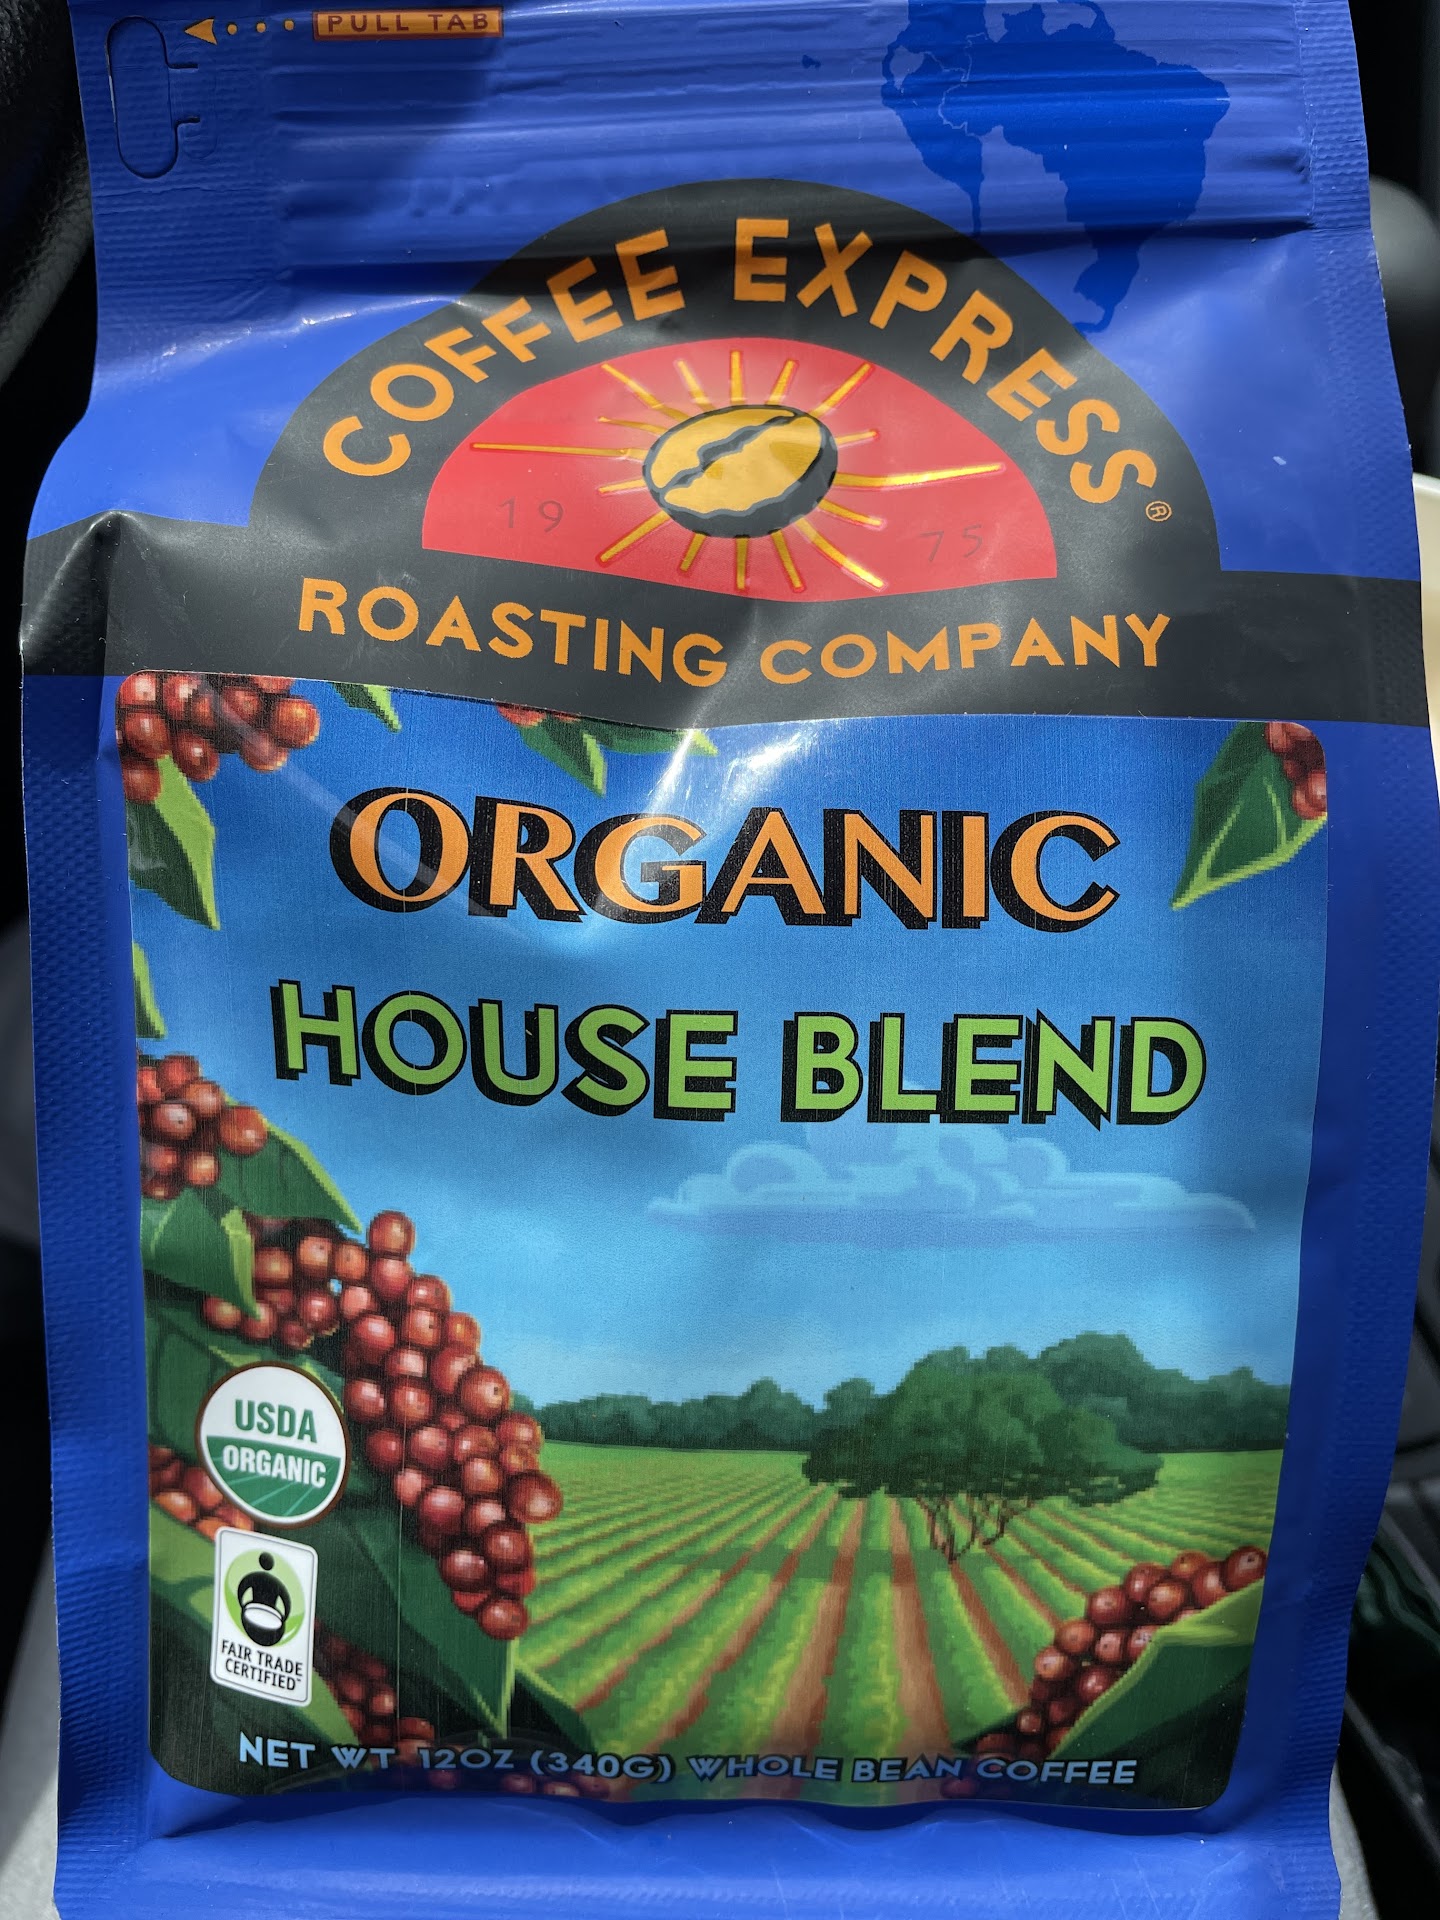 PULL TAB
COFFEE EXPRESS®
19 75
ROASTING COMPANY
ORGANIC
HOUSE BLEND
USDA
ORGANIC
FAIR TRADE
CERTIFIED™
NET WT 12OZ (340G) WHOLE BEAN COFFEE